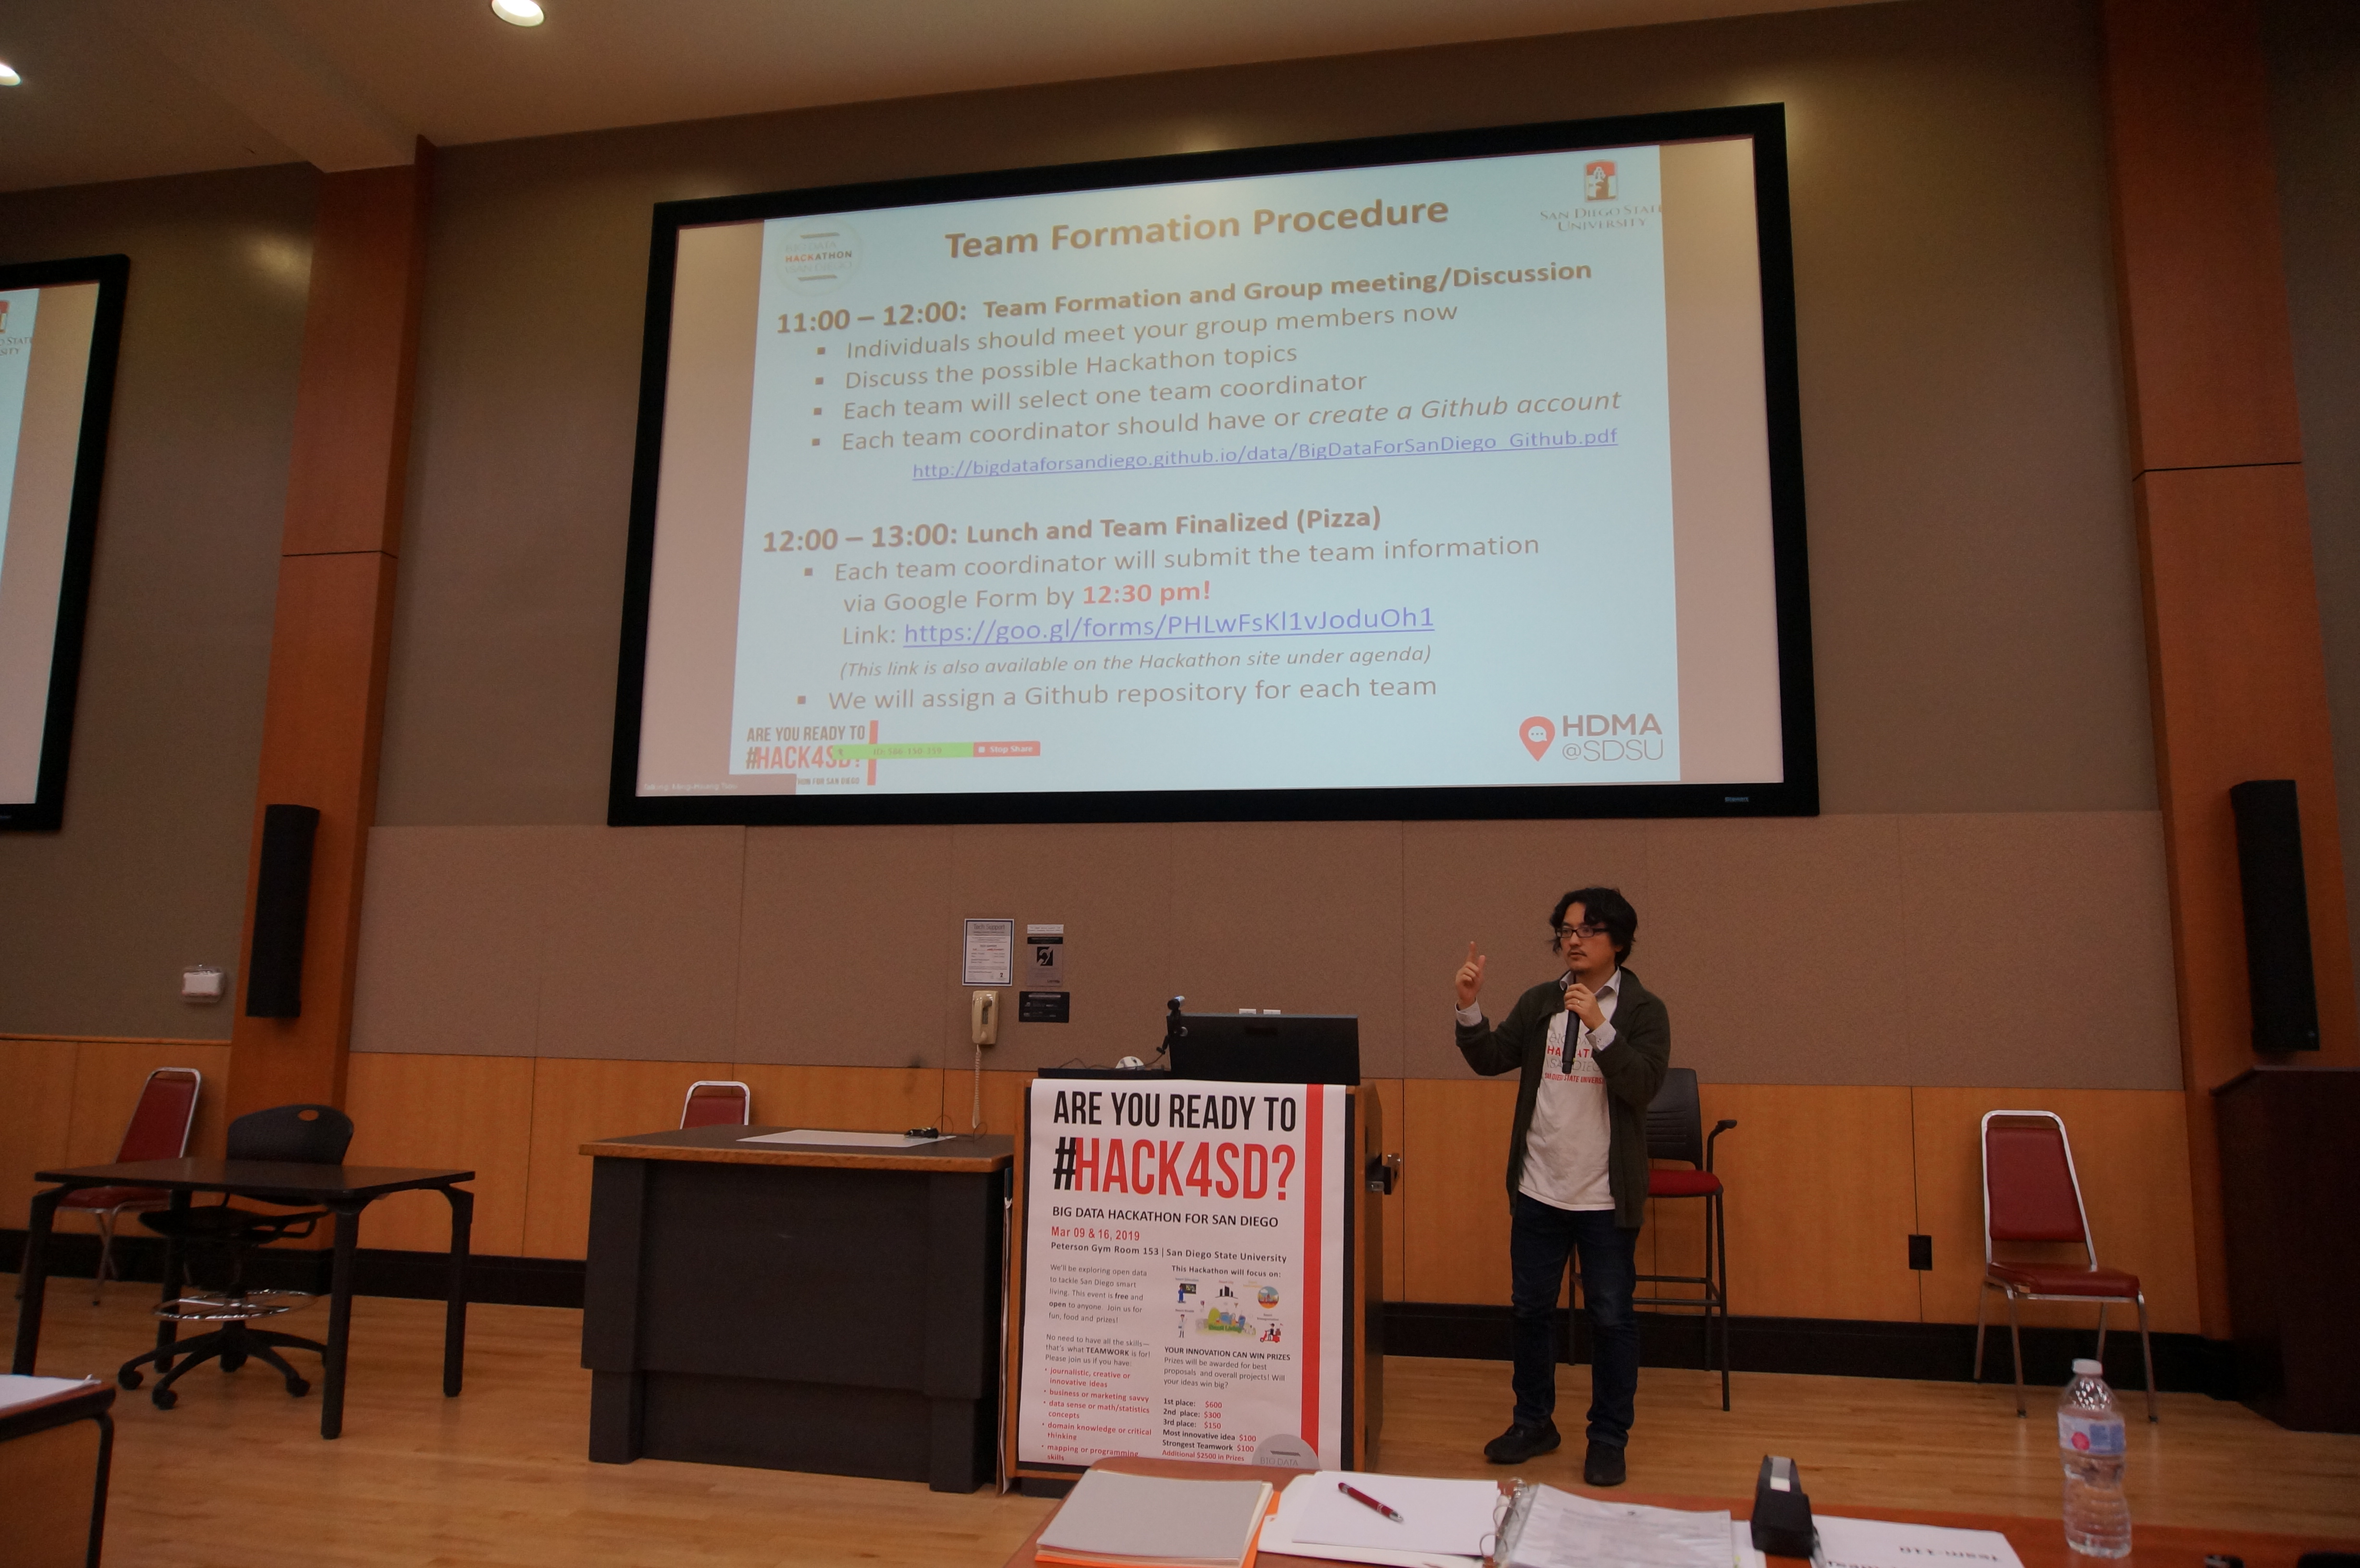 Team Formation Procedure
BIG DATA
HACKATHON
SAN DIEGO
SAN DIEGO STATE
UNIVERSITY
11:00 – 12:00: Team Formation and Group meeting/Discussion
▪ Individuals should meet your group members now
▪ Discuss the possible Hackathon topics
▪ Each team will select one team coordinator
▪ Each team coordinator should have or create a Github account
http://bigdataforsandiego.github.io/data/BigDataForSanDiego_Github.pdf
12:00 – 13:00: Lunch and Team Finalized (Pizza)
▪ Each team coordinator will submit the team information
via Google Form by 12:30 pm!
Link: https://goo.gl/forms/PHLwFsKl1vJoduOh1
(This link is also available on the Hackathon site under agenda)
▪ We will assign a Github repository for each team
ARE YOU READY TO
#HACK4SD?
HON FOR SAN DIEGO
Stop Share
HDMA
@SDSU
Tech Support
ARE YOU READY TO
#HACK4SD?
BIG DATA HACKATHON FOR SAN DIEGO
Mar 09 & 16, 2019
Peterson Gym Room 153 | San Diego State University
We'll be exploring open data
to tackle San Diego smart
living. This event is free and
open to anyone. Join us for
fun, food and prizes!
No need to have all the skills—
that's what TEAMWORK is for!
Please join us if you have:
• journalistic, creative or
innovative ideas
• business or marketing savvy
• data sense or math/statistics
concepts
• domain knowledge or critical
thinking
• mapping or programming
skills
This Hackathon will focus on:
YOUR INNOVATION CAN WIN PRIZES
Prizes will be awarded for best
proposals and overall projects! Will
your ideas win big?
1st place: $600
2nd place: $300
3rd place: $150
Most innovative idea $100
Strongest Teamwork $100
Additional $2500 in Prizes
BIG DATA